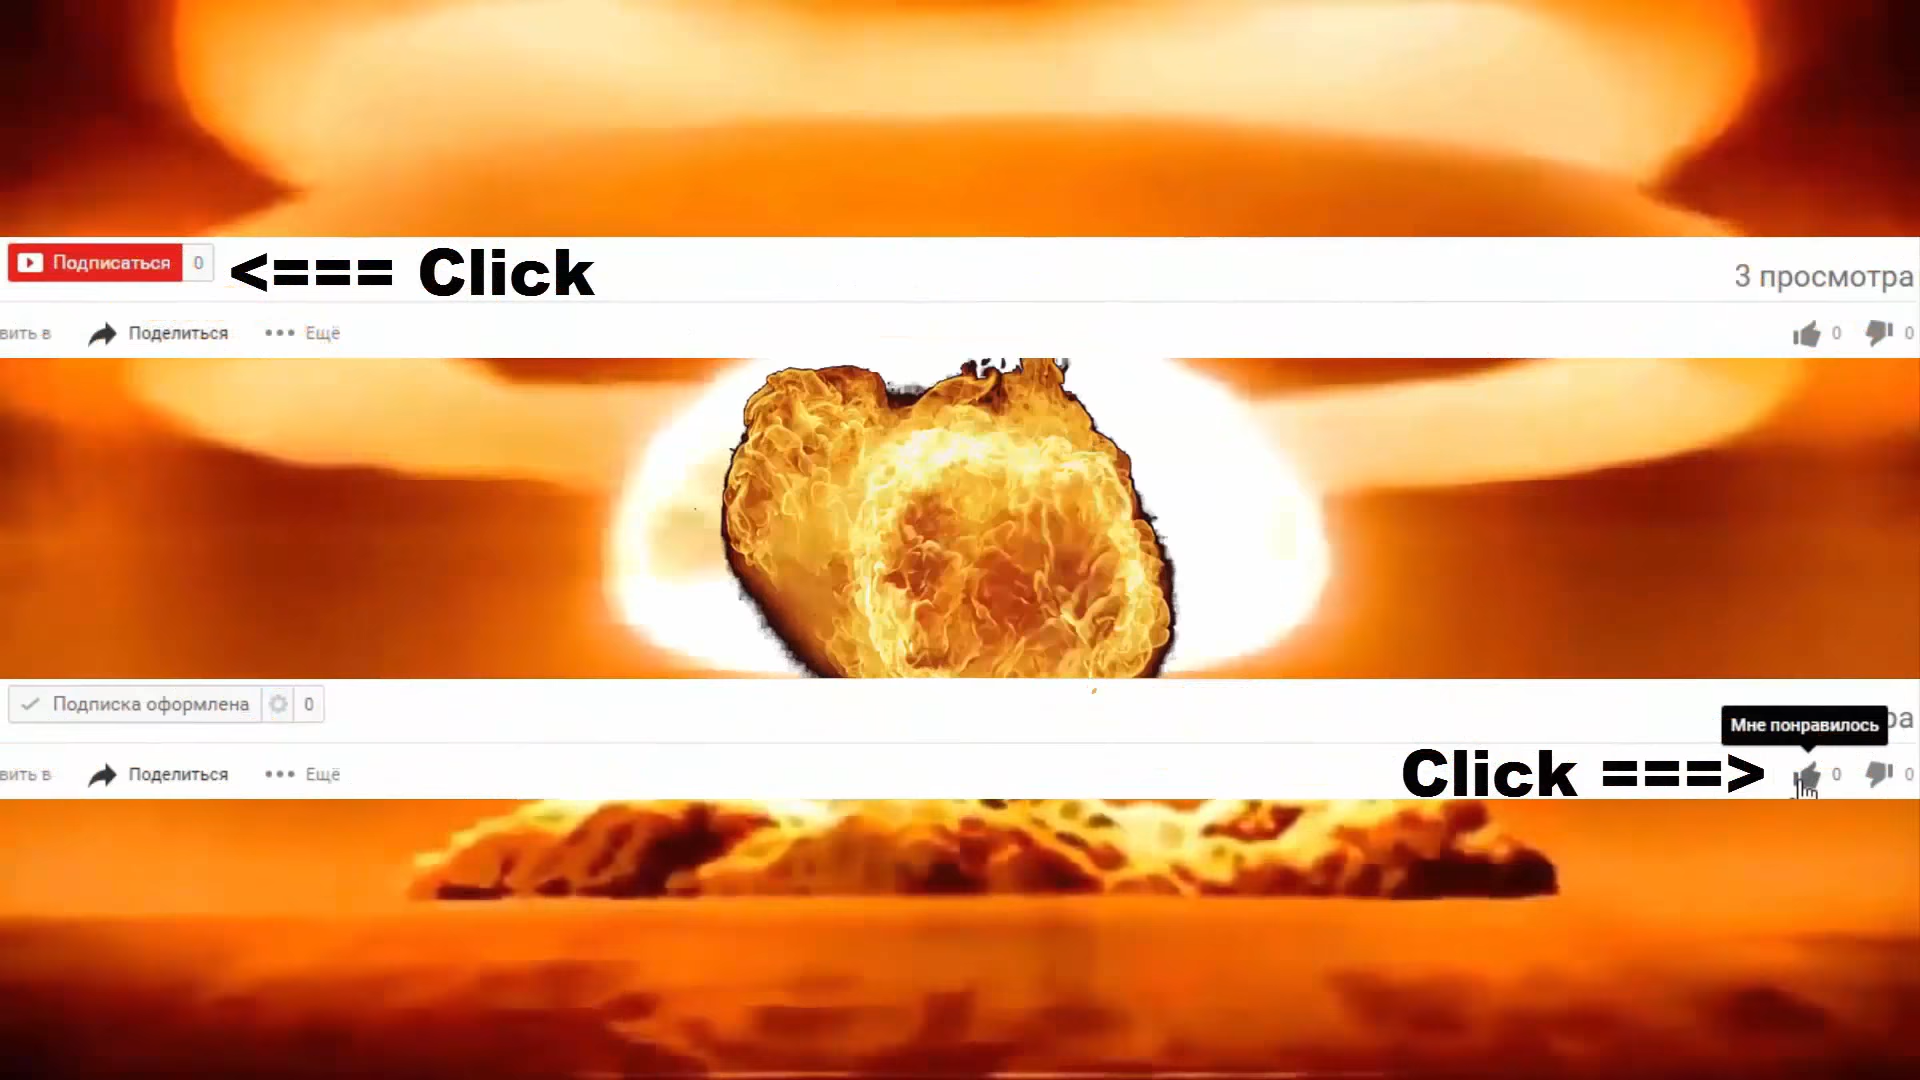 Подписаться 0 <=== Click
3 просмотра
вить в Поделиться ••• Ещё 0 0
Подписка оформлена 0
Мне понравилось ра
вить в Поделиться ••• Ещё Click ===> 0 0